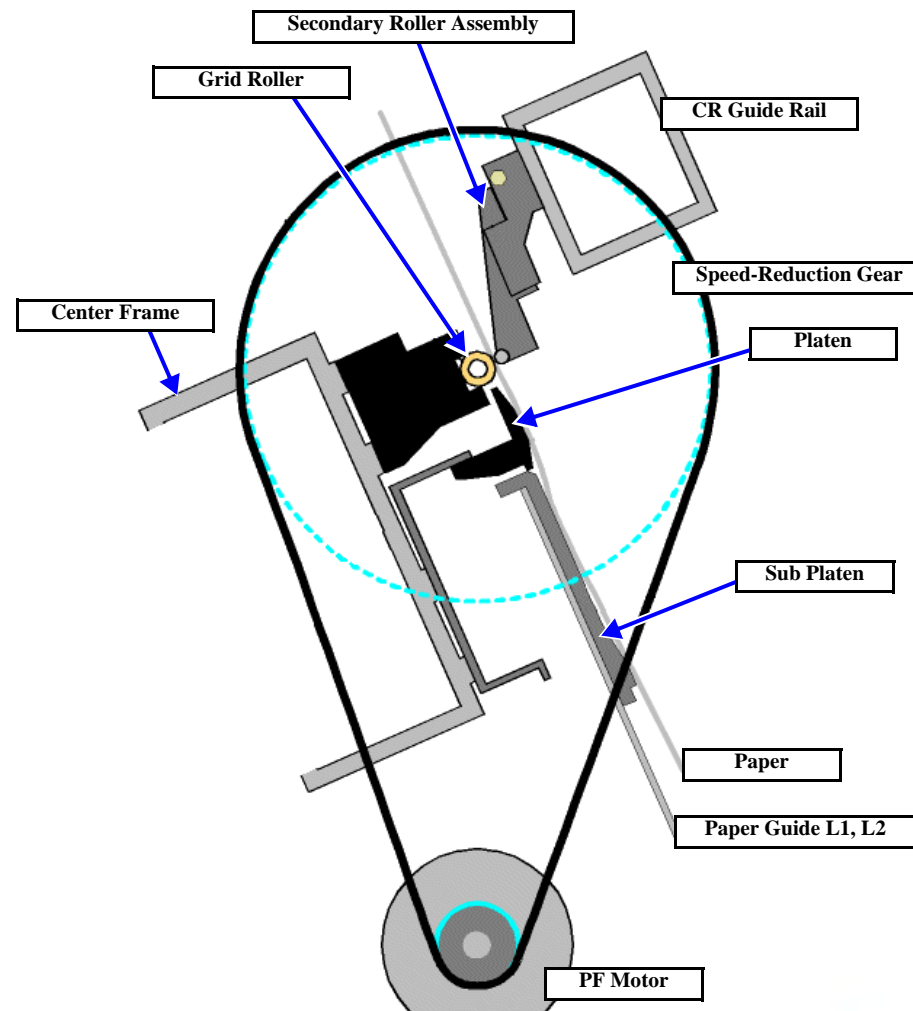 Secondary Roller Assembly
Grid Roller
CR Guide Rail
Speed-Reduction Gear
Center Frame
Platen
Sub Platen
Paper
Paper Guide L1, L2
PF Motor